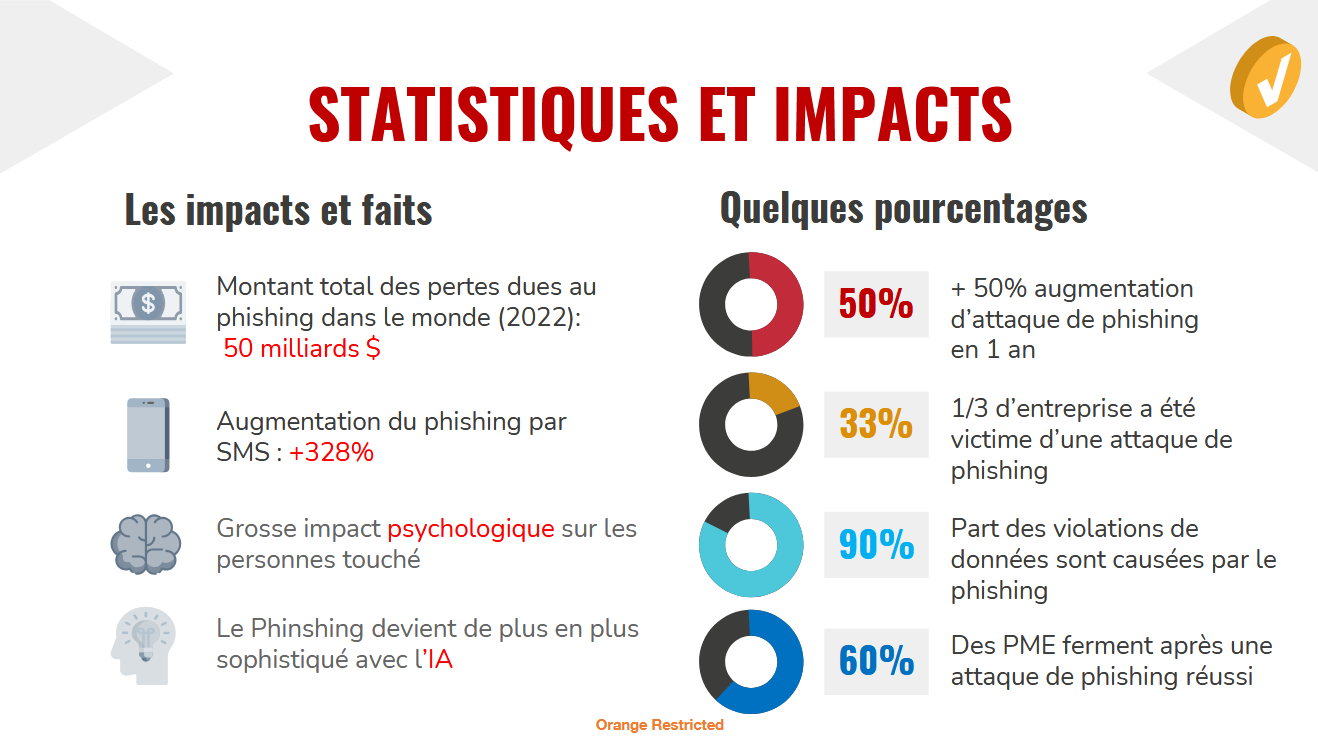 STATISTIQUES ET IMPACTS
Les impacts et faits
Montant total des pertes dues au
phishing dans le monde (2022):
50 milliards $
Augmentation du phishing par
SMS : +328%
Grosse impact psychologique sur les
personnes touché
Le Phinshing devient de plus en plus
sophistiqué avec l’IA
Quelques pourcentages
50%
+ 50% augmentation
d’attaque de phishing
en 1 an
33%
1/3 d’entreprise a été
victime d’une attaque de
phishing
90%
Part des violations de
données sont causées par le
phishing
60%
Des PME ferment après une
attaque de phishing réussi
Orange Restricted